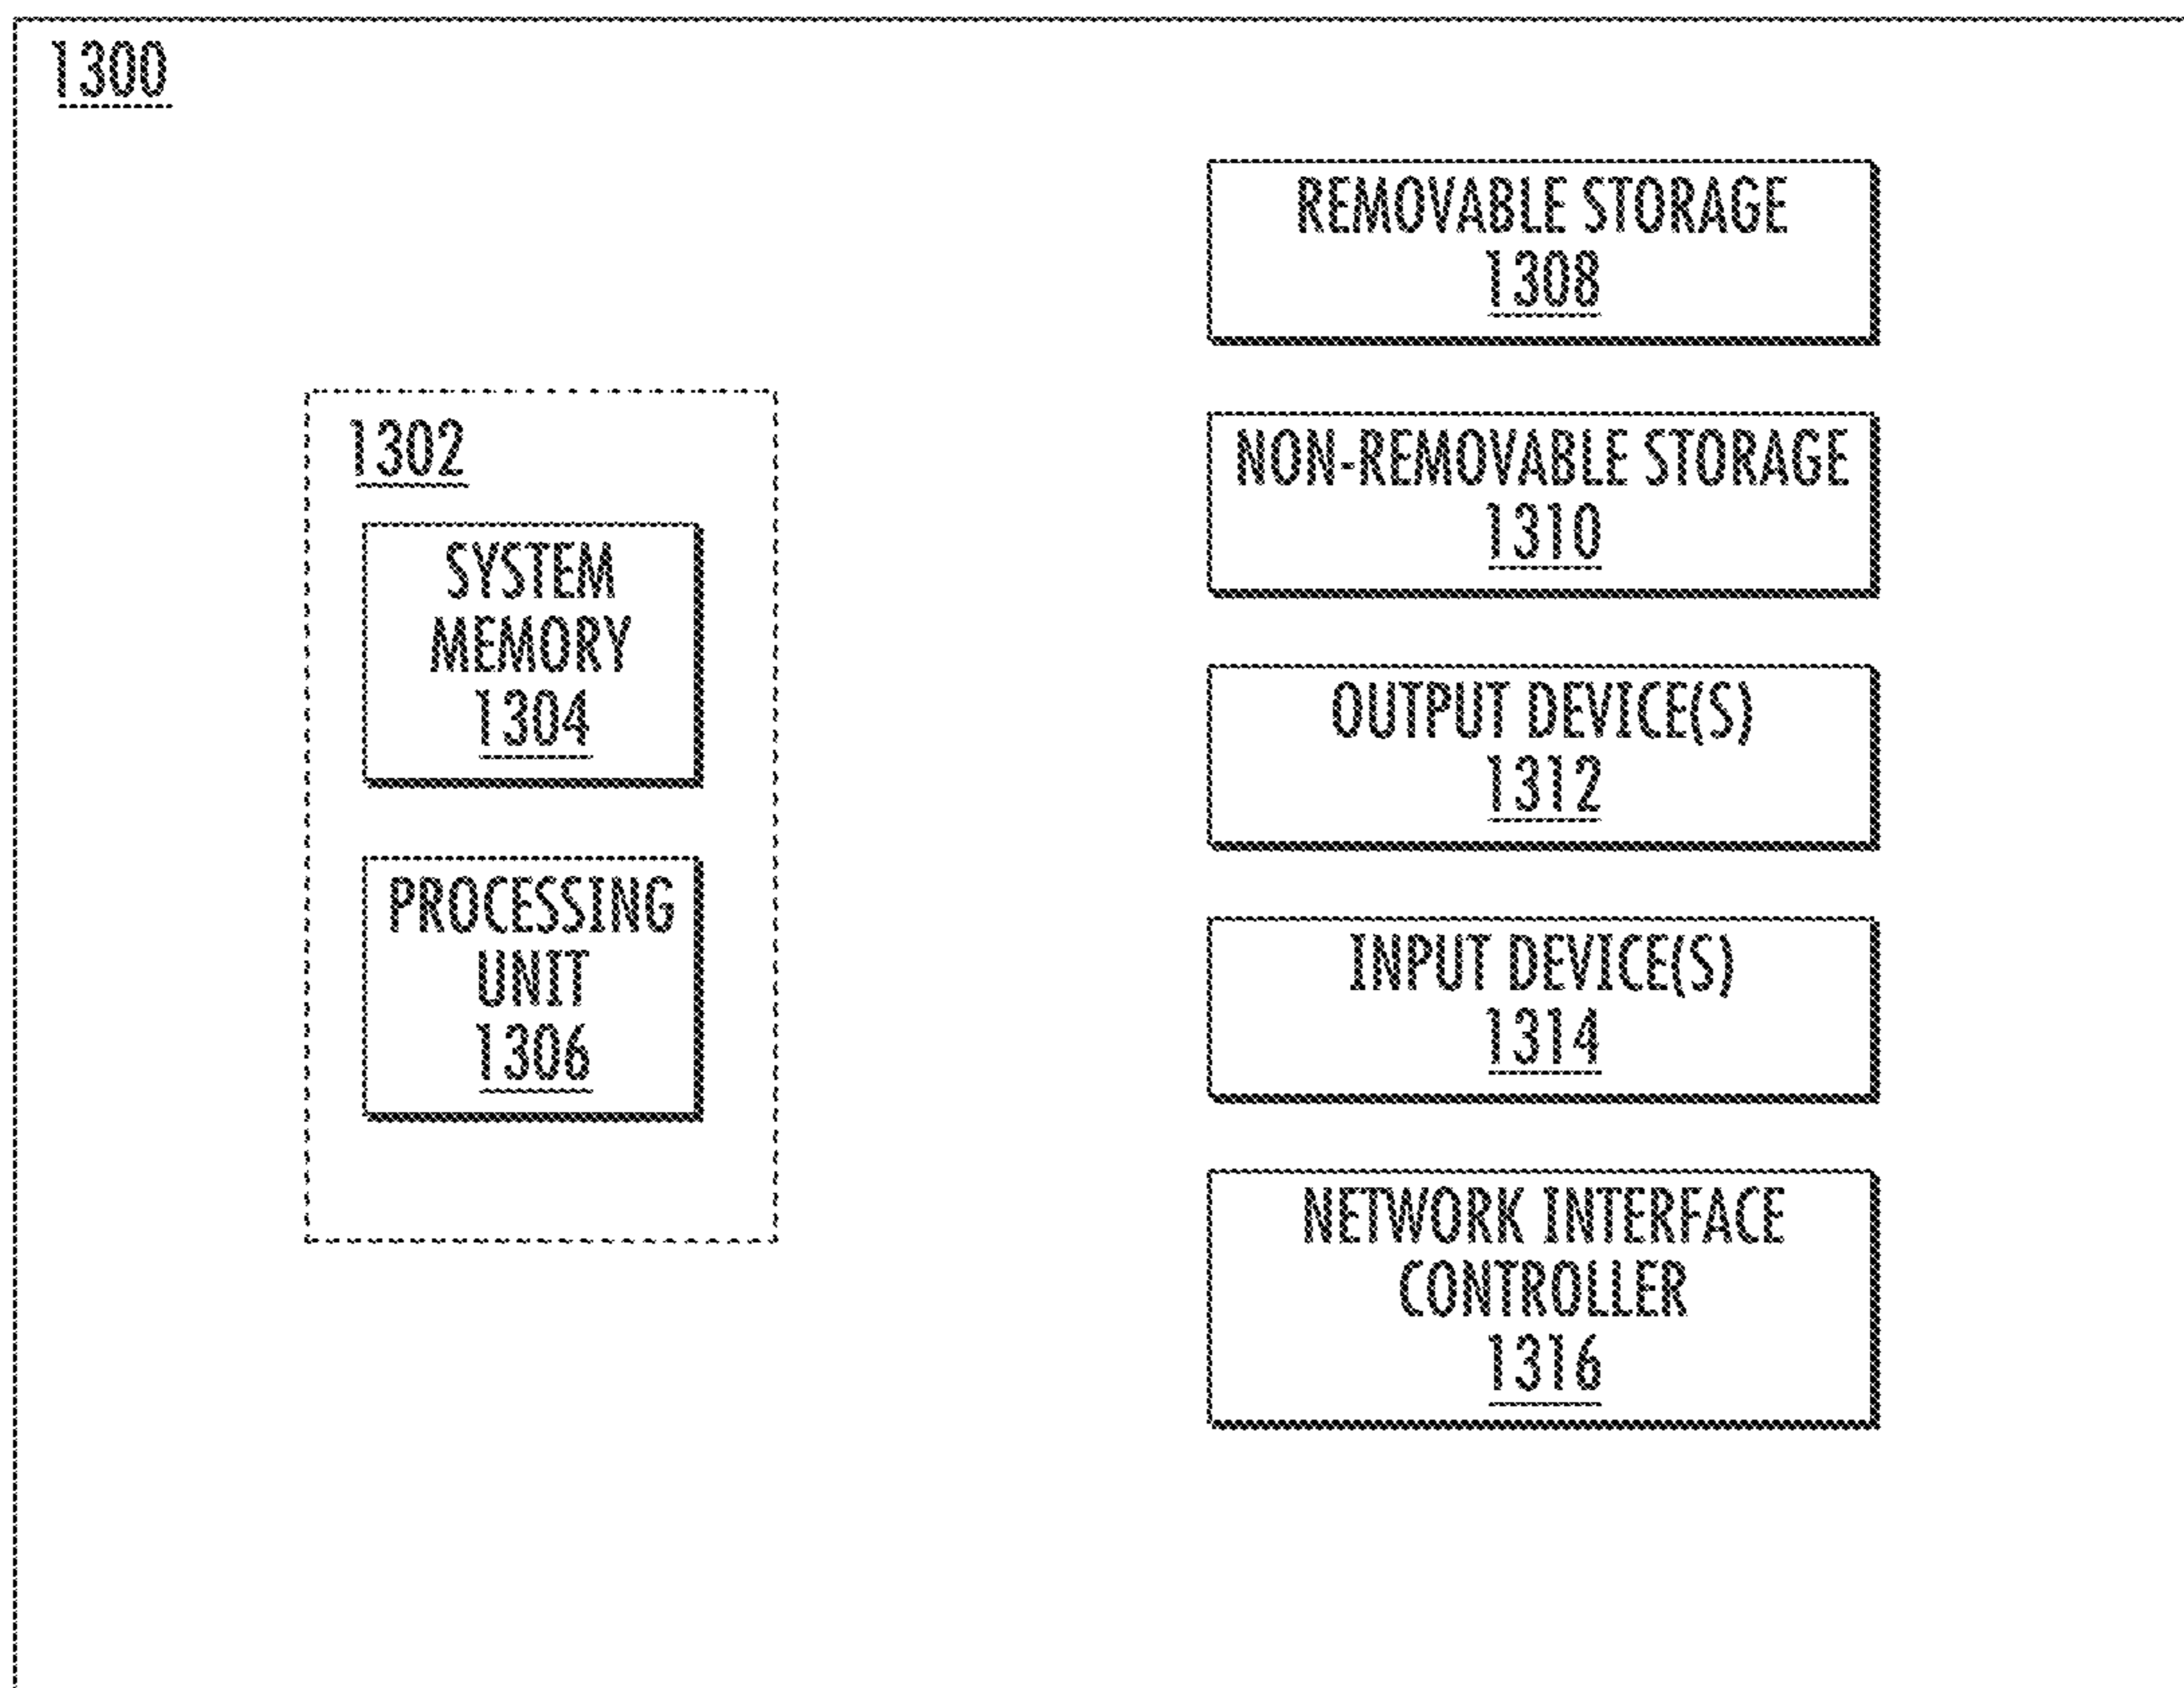 1300
1302
SYSTEM
MEMORY
1304
PROCESSING
UNIT
1306
REMOVABLE STORAGE
1308
NON-REMOVABLE STORAGE
1310
OUTPUT DEVICE(S)
1312
INPUT DEVICE(S)
1314
NETWORK INTERFACE
CONTROLLER
1316